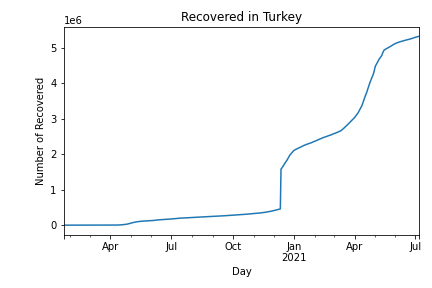 Recovered in Turkey
1e6
5
4
3
2
1
0
Number of Recovered
Apr
Jul
Oct
Jan
2021
Apr
Jul
Day